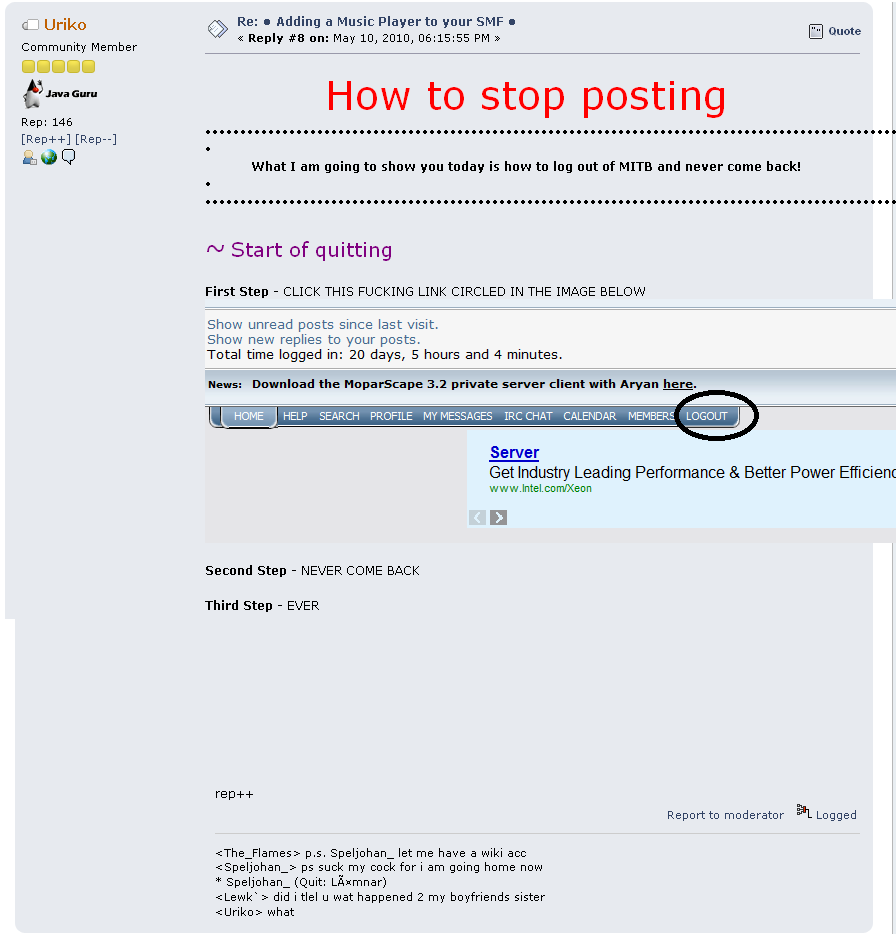 Uriko
Community Member
Java Guru
Rep: 146
[Rep++] [Rep--]
Re: ● Adding a Music Player to your SMF ●
« Reply #8 on: May 10, 2010, 06:15:55 PM »
Quote
How to stop posting
What I am going to show you today is how to log out of MITB and never come back!
~ Start of quitting
First Step - CLICK THIS FUCKING LINK CIRCLED IN THE IMAGE BELOW
Show unread posts since last visit.
Show new replies to your posts.
Total time logged in: 20 days, 5 hours and 4 minutes.
News: Download the MoparScape 3.2 private server client with Aryan here.
HOME HELP SEARCH PROFILE MY MESSAGES IRC CHAT CALENDAR MEMBERS LOGOUT
Server
Get Industry Leading Performance & Better Power Efficienc
www.Intel.com/Xeon
Second Step - NEVER COME BACK
Third Step - EVER
rep++
Report to moderator Logged
<The_Flames> p.s. Speljohan_ let me have a wiki acc
<Speljohan_> ps suck my cock for i am going home now
* Speljohan_ (Quit: LÃ¤mnar)
<Lewk`> did i tlel u wat happened 2 my boyfriends sister
<Uriko> what